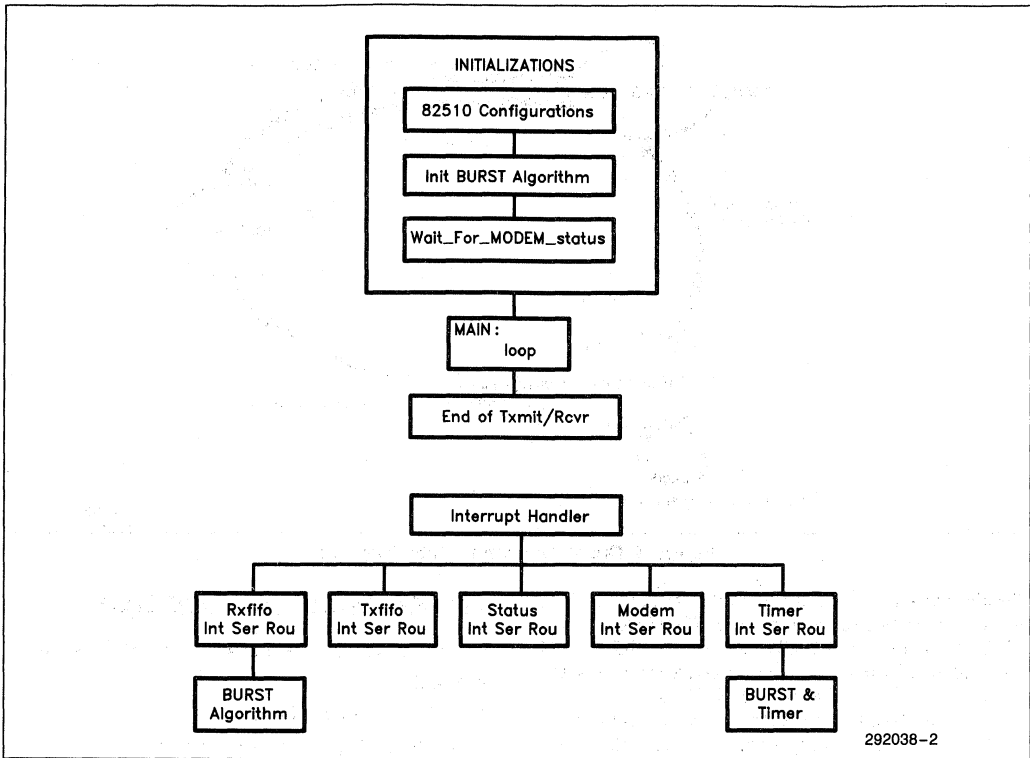 INITIALIZATIONS
82510 Configurations
Init BURST Algorithm
Wait_For_MODEM_status
MAIN:
loop
End of Txmit/Rcvr
Interrupt Handler
Rxfifo
Int Ser Rou
Txfifo
Int Ser Rou
Status
Int Ser Rou
Modem
Int Ser Rou
Timer
Int Ser Rou
BURST
Algorithm
BURST &
Timer
292038-2